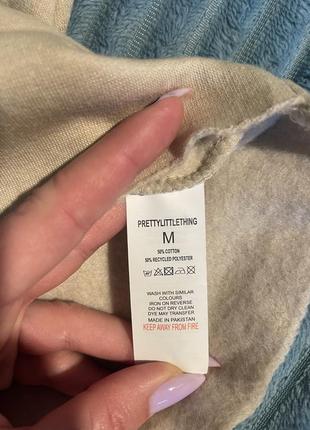 PRETTYLITTLETHING
M
50% COTTON
50% RECYCLED POLYESTER
WASH WITH SIMILAR
COLOURS
IRON ON REVERSE
DO NOT DRY CLEAN
DYE MAY TRANSFER
MADE IN PAKISTAN
KEEP AWAY FROM FIRE